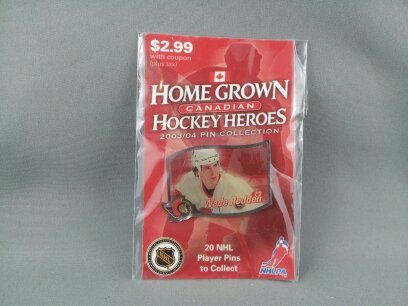 $2.99
with coupon
(plus tax)
HOME GROWN
CANADIAN
HOCKEY HEROES
2003/04 PIN COLLECTION
Wade Redden
20 NHL
Player Pins
to Collect
NHL
NHLPA